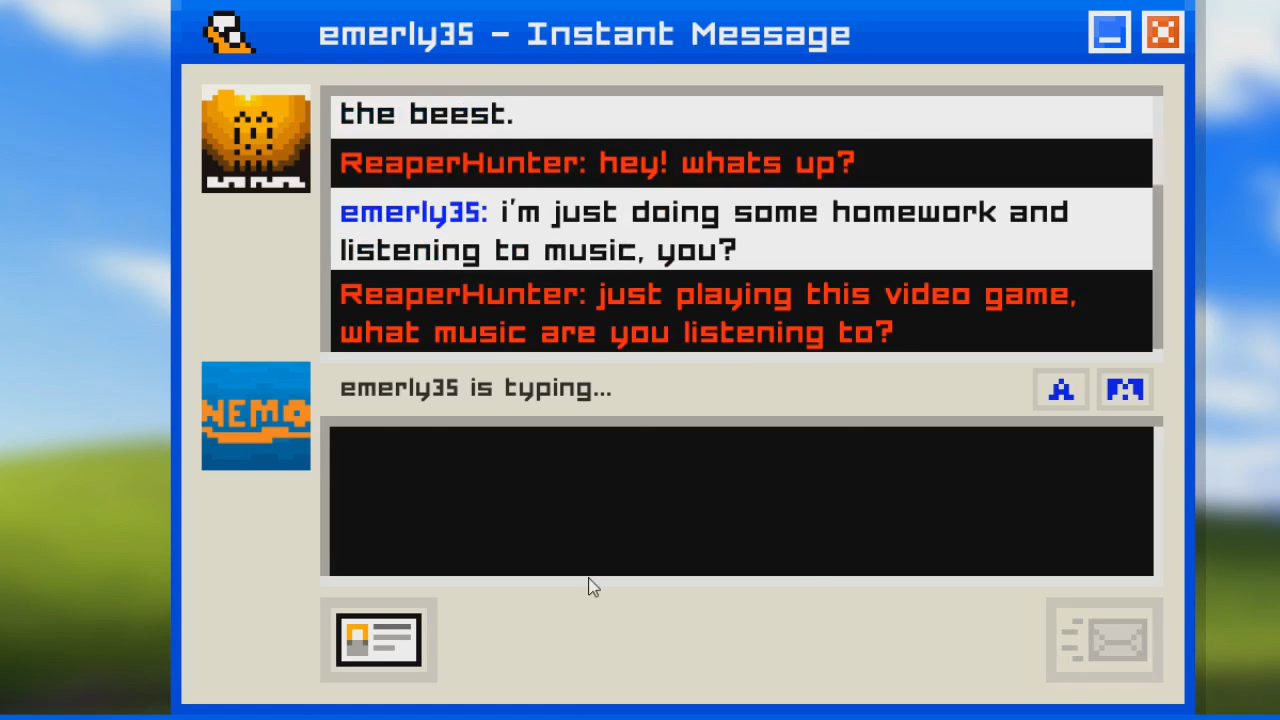 emerly35 - Instant Message
the beest.
ReaperHunter: hey! whats up?
emerly35: i'm just doing some homework and
listening to music, you?
ReaperHunter: just playing this video game,
what music are you listening to?
NEMO
emerly35 is typing...
A